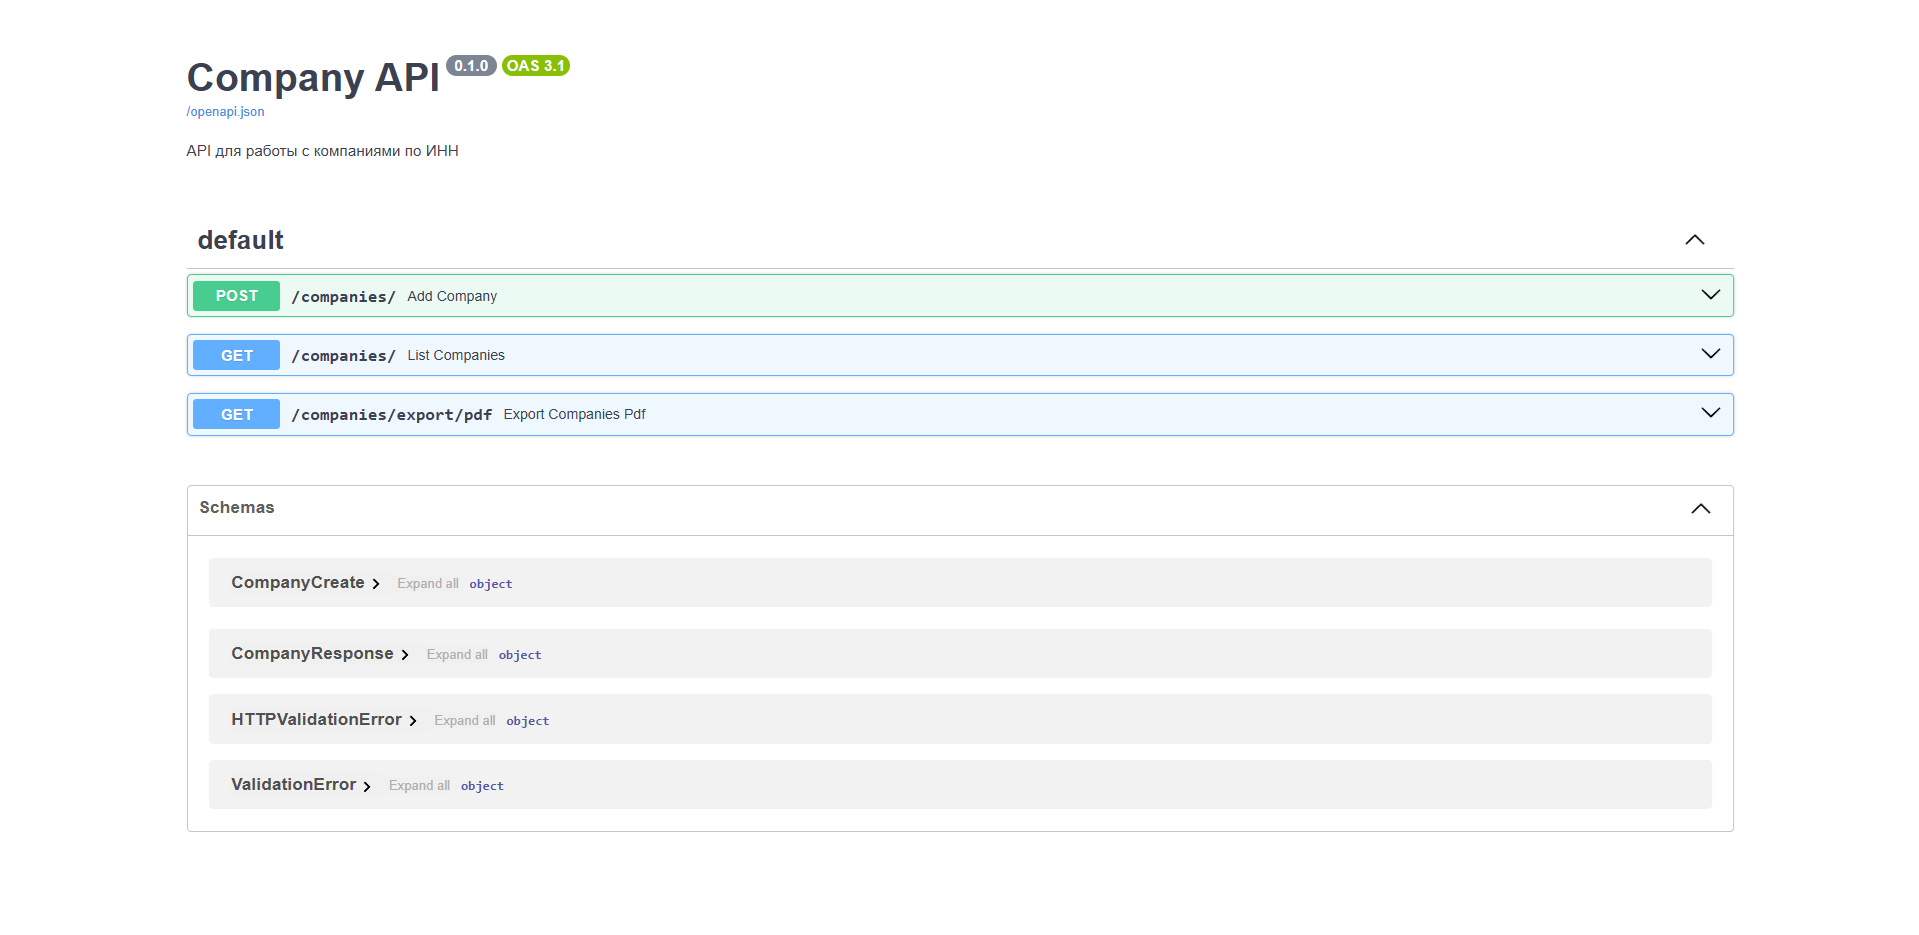 Company API 0.1.0 OAS 3.1
/openapi.json
API для работы с компаниями по ИНН
default
POST /companies/ Add Company
GET /companies/ List Companies
GET /companies/export/pdf Export Companies Pdf
Schemas
CompanyCreate Expand all object
CompanyResponse Expand all object
HTTPValidationError Expand all object
ValidationError Expand all object